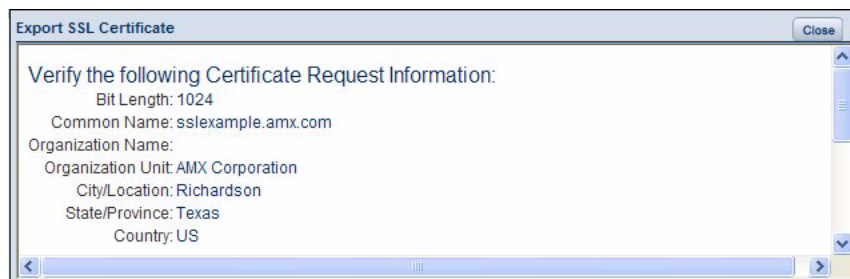 Export SSL Certificate
Close
Verify the following Certificate Request Information:
Bit Length: 1024
Common Name: sslexample.amx.com
Organization Name:
Organization Unit: AMX Corporation
City/Location: Richardson
State/Province: Texas
Country: US